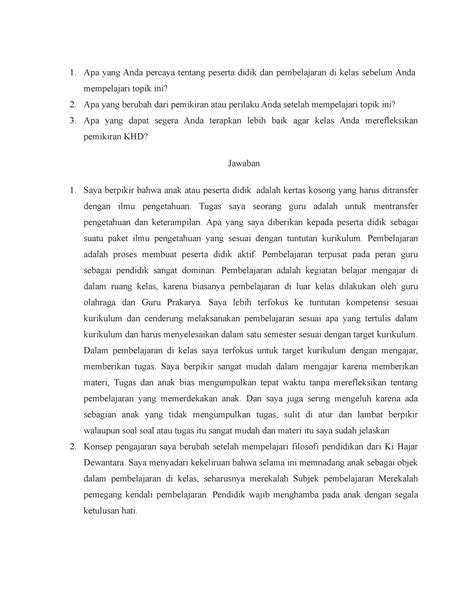 1. Apa yang Anda percaya tentang peserta didik dan pembelajaran di kelas sebelum Anda
mempelajari topik ini?
2. Apa yang berubah dari pemikiran atau perilaku Anda setelah mempelajari topik ini?
3. Apa yang dapat segera Anda terapkan lebih baik agar kelas Anda merefleksikan
pemikiran KHD?
Jawaban
1. Saya berpikir bahwa anak atau peserta didik adalah kertas kosong yang harus ditransfer
dengan ilmu pengetahuan. Tugas saya seorang guru adalah untuk mentransfer
pengetahuan dan keterampilan. Apa yang saya diberikan kepada peserta didik sebagai
suatu paket ilmu pengetahuan yang sesuai dengan tuntutan kurikulum. Pembelajaran
adalah proses membuat peserta didik aktif. Pembelajaran terpusat pada peran guru
sebagai pendidik sangat dominan. Pembelajaran adalah kegiatan belajar mengajar di
dalam ruang kelas, karena biasanya pembelajaran di luar kelas dilakukan oleh guru
olahraga dan Guru Prakarya. Saya lebih terfokus ke tuntutan kompetensi sesuai
kurikulum dan cenderung melaksanakan pembelajaran sesuai apa yang tertulis dalam
kurikulum dan harus menyelesaikan dalam satu semester sesuai dengan target kurikulum.
Dalam pembelajaran di kelas saya terfokus untuk target kurikulum dengan mengajar,
memberikan tugas. Saya berpikir sangat mudah dalam mengajar karena memberikan
materi, Tugas dan anak bias mengumpulkan tepat waktu tanpa merefleksikan tentang
pembelajaran yang memerdekakan anak. Dan saya juga sering mengeluh karena ada
sebagian anak yang tidak mengumpulkan tugas, sulit di atur dan lambat berpikir
walaupun soal soal atau tugas itu sangat mudah dan materi itu saya sudah jelaskan
2. Konsep pengajaran saya berubah setelah mempelajari filosofi pendidikan dari Ki Hajar
Dewantara. Saya menyadari kekeliruan bahwa selama ini memnadang anak sebagai objek
dalam pembelajaran di kelas, seharusnya merekalah Subjek pembelajaran Merekalah
pemegang kendali pembelajaran. Pendidik wajib menghamba pada anak dengan segala
ketulusan hati.